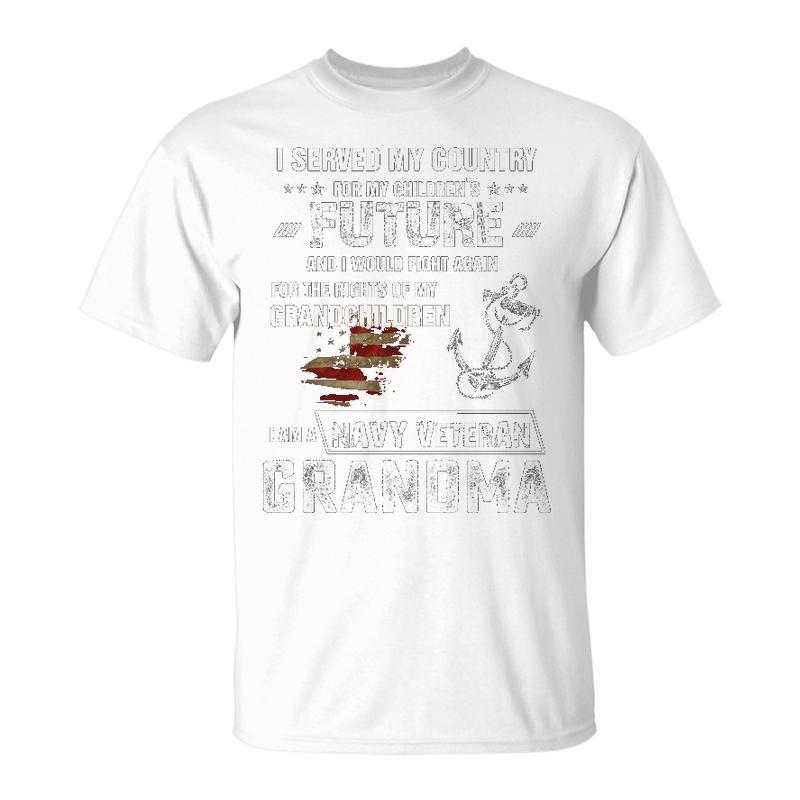 I SERVED MY COUNTRY
FOR MY CHILDREN'S
FUTURE
AND I WOULD FIGHT AGAIN
FOR THE RIGHTS OF MY
GRANDCHILDREN
I AM A NAVY VETERAN
GRANDMA